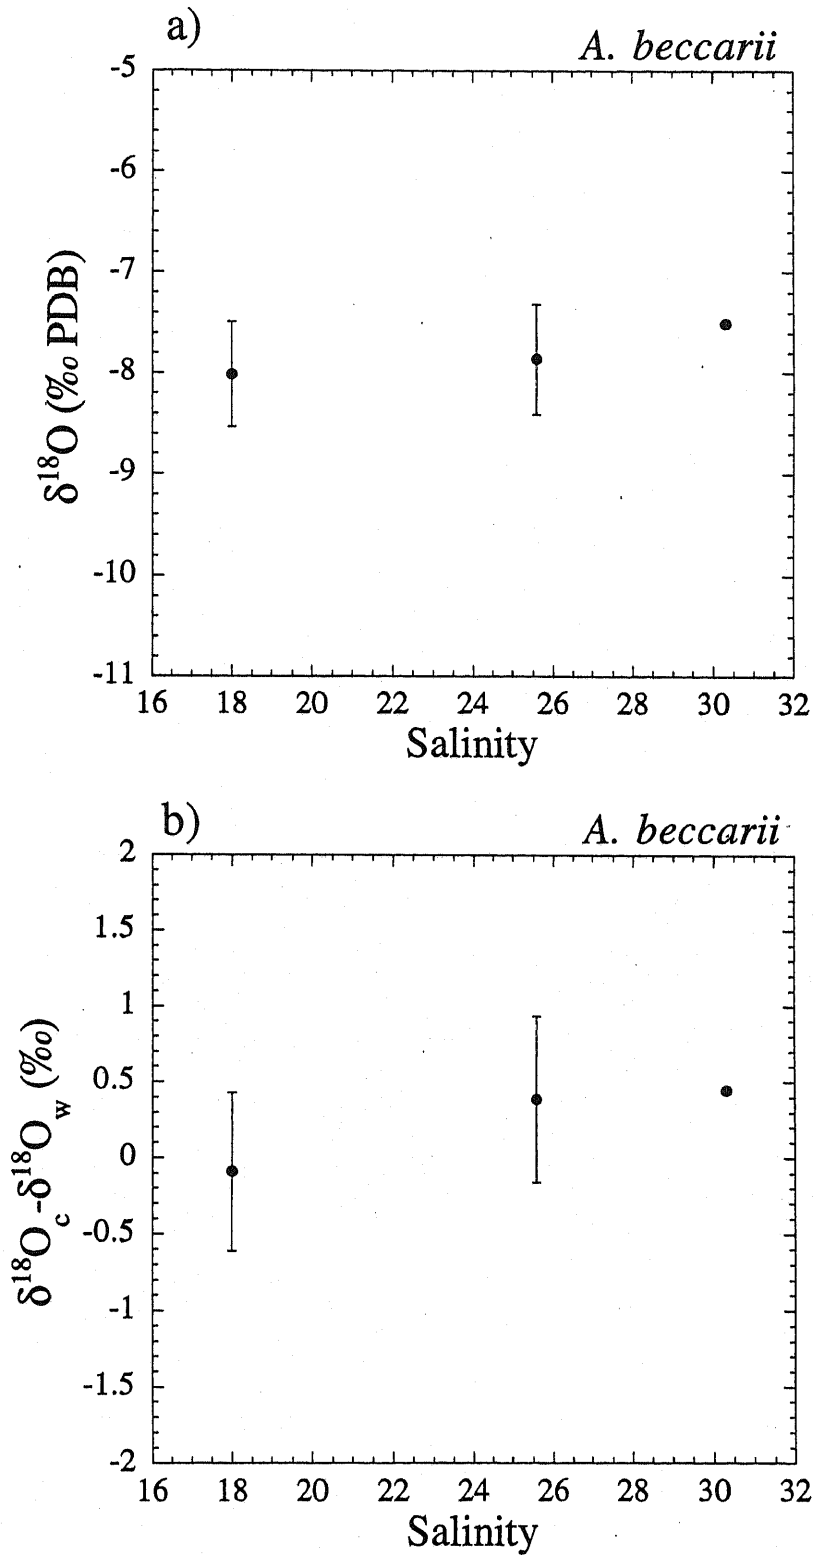 a)
A. beccarii
-5
-6
-7
-8
-9
-10
-11
δ¹⁸O (‰ PDB)
16 18 20 22 24 26 28 30 32
Salinity
b)
A. beccarii
2
1.5
1
0.5
0
-0.5
-1
-1.5
-2
δ¹⁸O_c-δ¹⁸O_w (‰)
16 18 20 22 24 26 28 30 32
Salinity